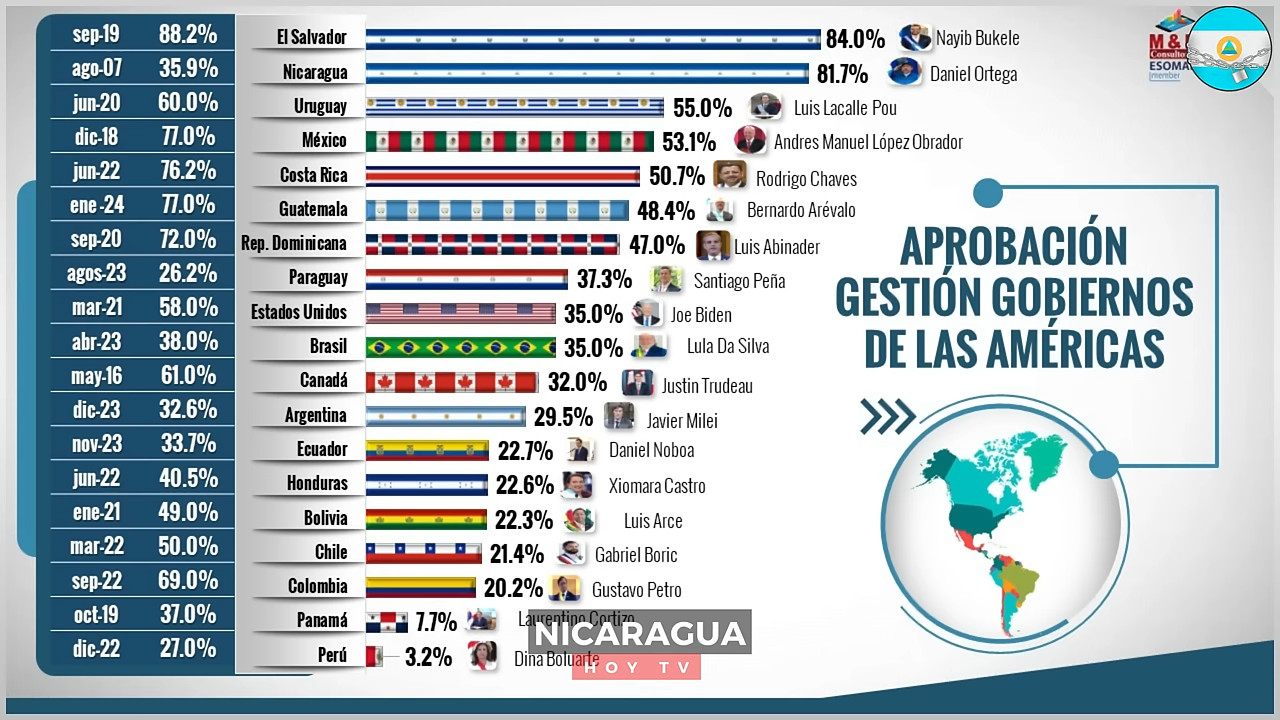 sep-19 88.2% El Salvador 84.0% Nayib Bukele
ago-07 35.9% Nicaragua 81.7% Daniel Ortega
jun-20 60.0% Uruguay 55.0% Luis Lacalle Pou
dic-18 77.0% México 53.1% Andres Manuel López Obrador
jun-22 76.2% Costa Rica 50.7% Rodrigo Chaves
ene-24 77.0% Guatemala 48.4% Bernardo Arévalo
sep-20 72.0% Rep. Dominicana 47.0% Luis Abinader
agos-23 26.2% Paraguay 37.3% Santiago Peña
mar-21 58.0% Estados Unidos 35.0% Joe Biden
abr-23 38.0% Brasil 35.0% Lula Da Silva
may-16 61.0% Canadá 32.0% Justin Trudeau
dic-23 32.6% Argentina 29.5% Javier Milei
nov-23 33.7% Ecuador 22.7% Daniel Noboa
jun-22 40.5% Honduras 22.6% Xiomara Castro
ene-21 49.0% Bolivia 22.3% Luis Arce
mar-22 50.0% Chile 21.4% Gabriel Boric
sep-22 69.0% Colombia 20.2% Gustavo Petro
oct-19 37.0% Panamá 7.7% Laurentino Cortizo
dic-22 27.0% Perú 3.2% Dina Boluarte
M&
Consulto
ESOMA
member
APROBACIÓN
GESTIÓN GOBIERNOS
DE LAS AMÉRICAS
NICARAGUA
HOY TV